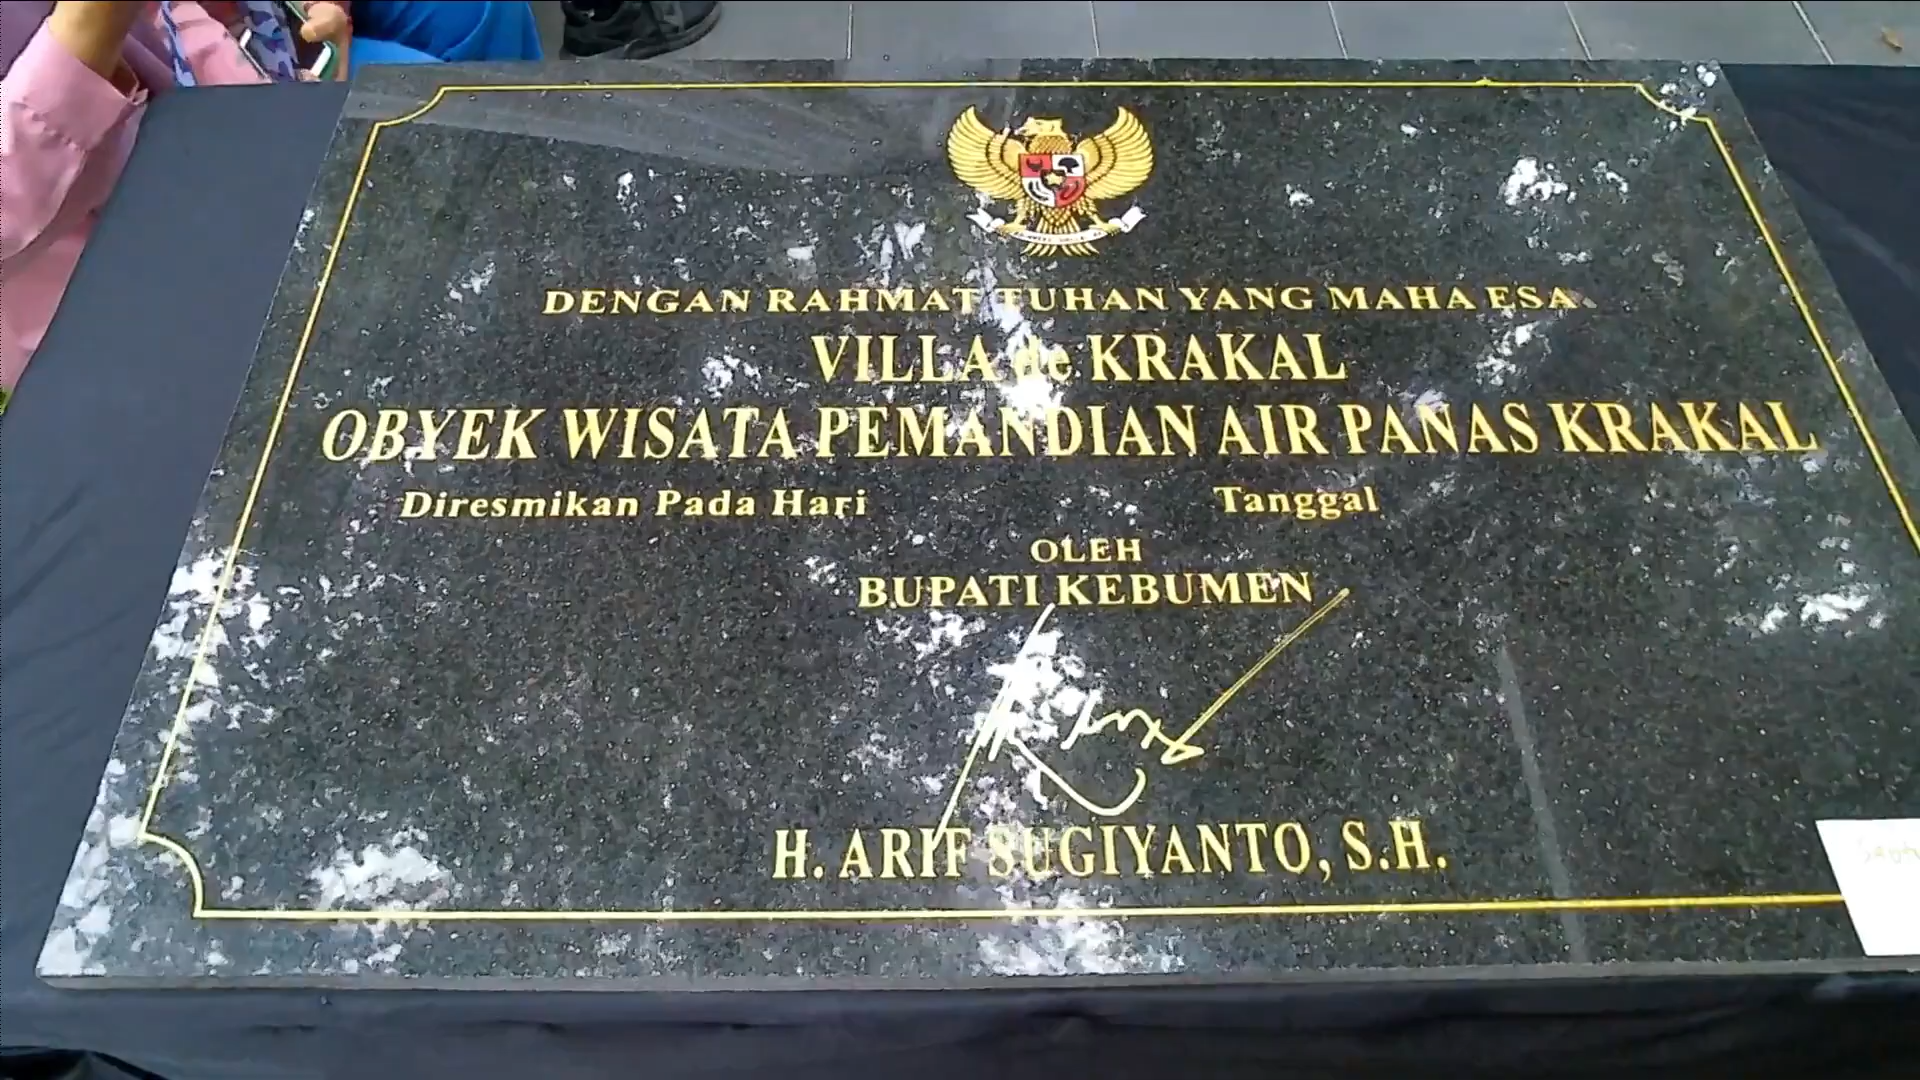 DENGAN RAHMAT TUHAN YANG MAHA ESA
VILLA de KRAKAL
OBYEK WISATA PEMANDIAN AIR PANAS KRAKAL
Diresmikan Pada Hari Tanggal
OLEH
BUPATI KEBUMEN
H. ARIF SUGIYANTO, S.H.